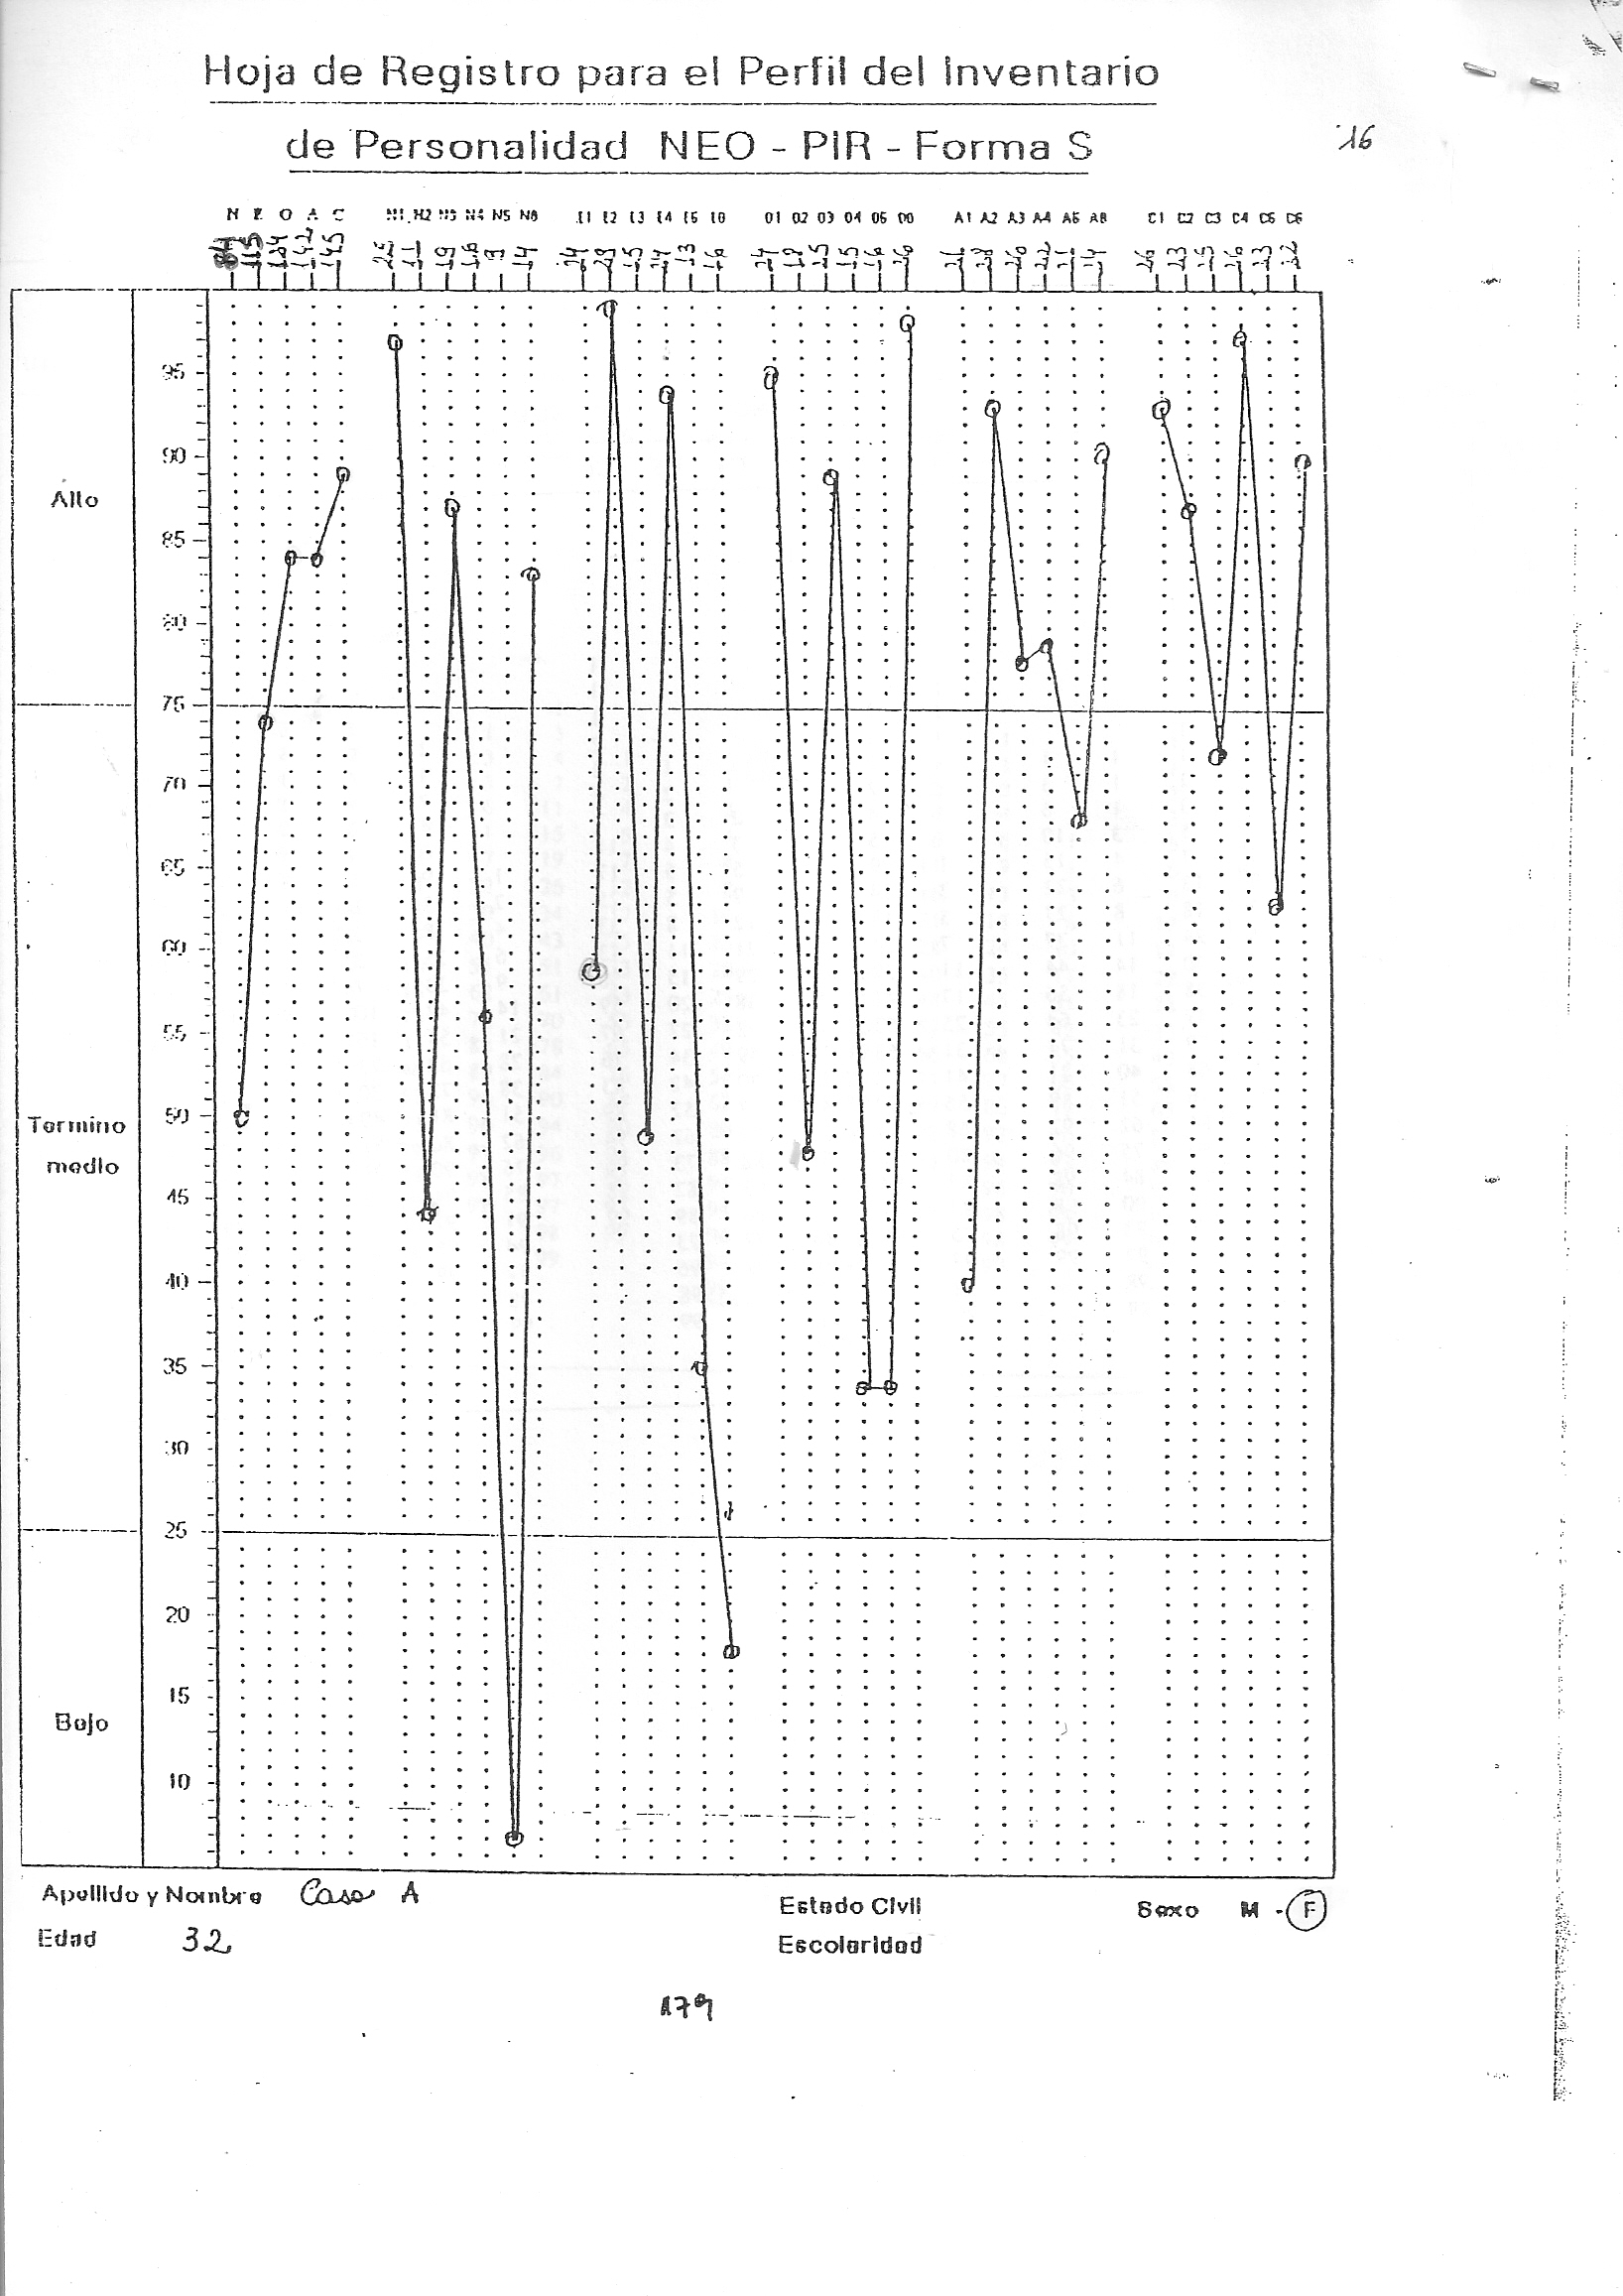 Hoja de Registro para el Perfil del Inventario
de Personalidad NEO - PIR - Forma S
16
N E O A C N1 N2 N3 N4 N5 N6 E1 E2 E3 E4 E5 E6 O1 O2 O3 O4 O5 O6 A1 A2 A3 A4 A5 A6 C1 C2 C3 C4 C5 C6
95
90
Alto
85
80
75
70
65
60
55
50
Termino
medio
45
40
35
30
25
20
15
Bajo
10
Apellido y Nombre Caso A Estado Civil Sexo M - F
Edad 32 Escolaridad
179